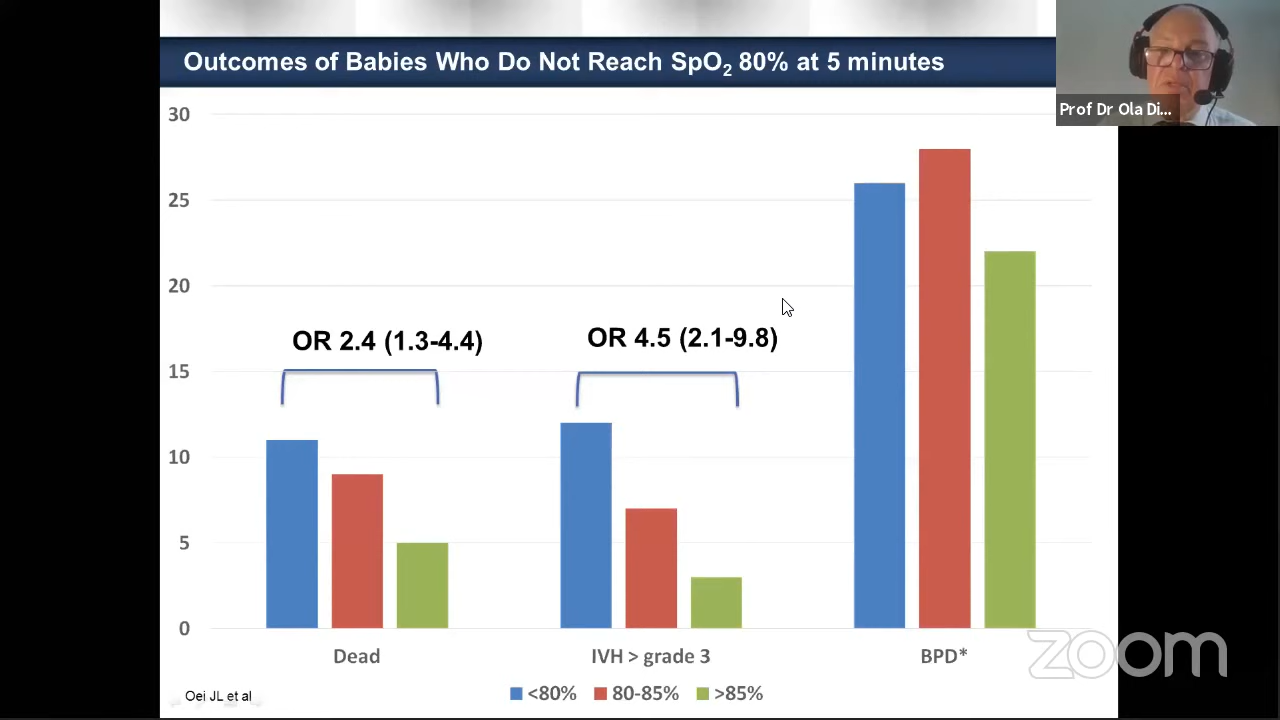 Outcomes of Babies Who Do Not Reach SpO₂ 80% at 5 minutes
Prof Dr Ola Di...
30
25
20
15
10
5
0
OR 2.4 (1.3-4.4)
OR 4.5 (2.1-9.8)
Dead
IVH > grade 3
BPD*
<80%
80-85%
>85%
Oei JL et al
zoom